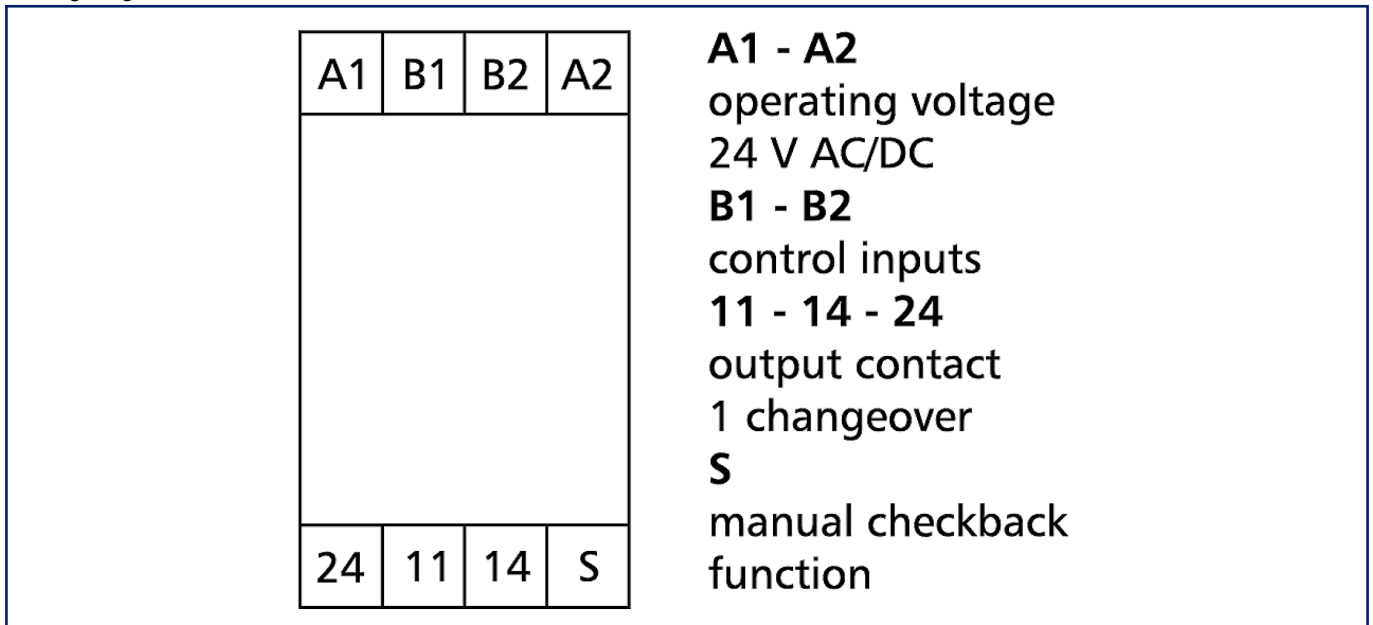 A1 B1 B2 A2
24 11 14 S
A1 - A2
operating voltage
24 V AC/DC
B1 - B2
control inputs
11 - 14 - 24
output contact
1 changeover
S
manual checkback
function